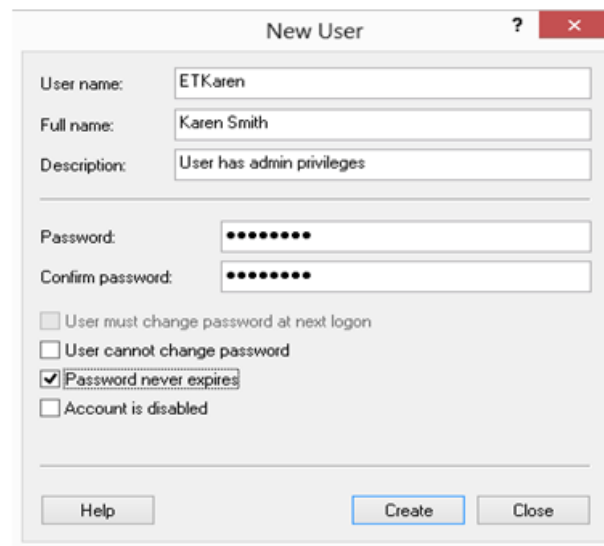 New User
?
User name: ETKaren
Full name: Karen Smith
Description: User has admin privileges
Password: ●●●●●●●●
Confirm password: ●●●●●●●●
User must change password at next logon
User cannot change password
Password never expires
Account is disabled
Help Create Close